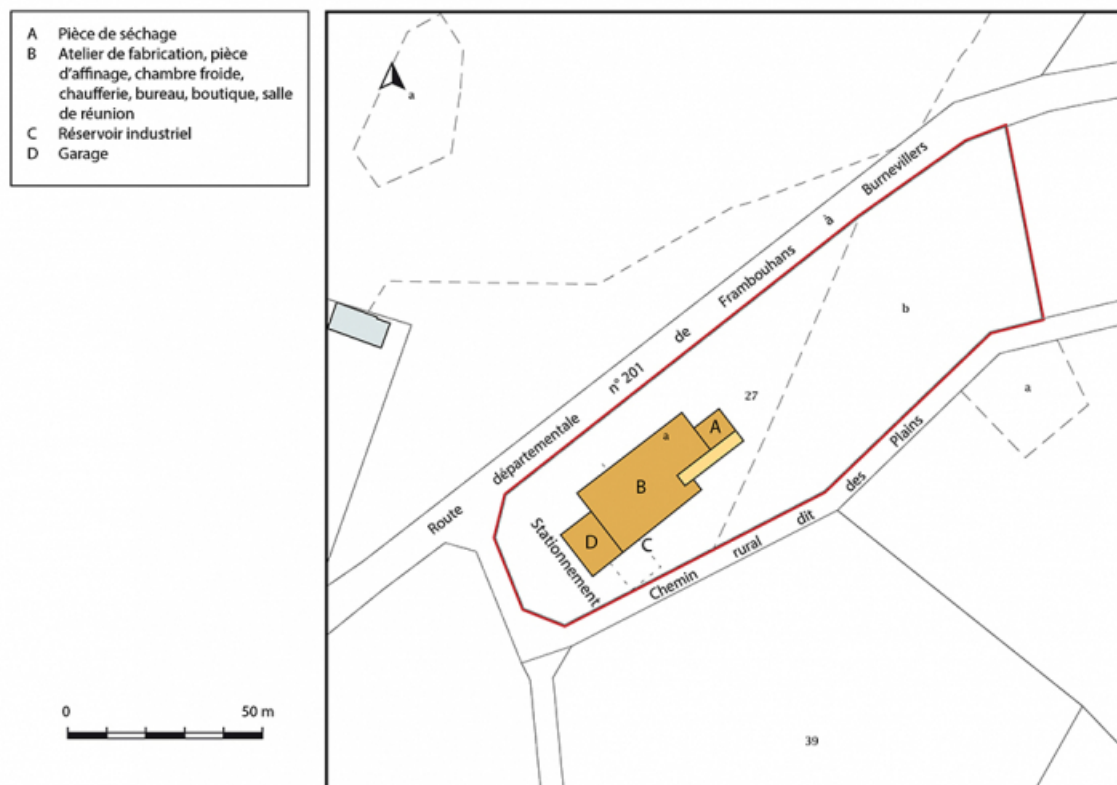 A Pièce de séchage
B Atelier de fabrication, pièce
d'affinage, chambre froide,
chaufferie, bureau, boutique, salle
de réunion
C Réservoir industriel
D Garage
a
Route départementale n° 201 de Frambouhans à Burnevillers
b
27
a
A
a
B
C
D
Stationnement
Chemin rural dit des Plains
39
0 50 m